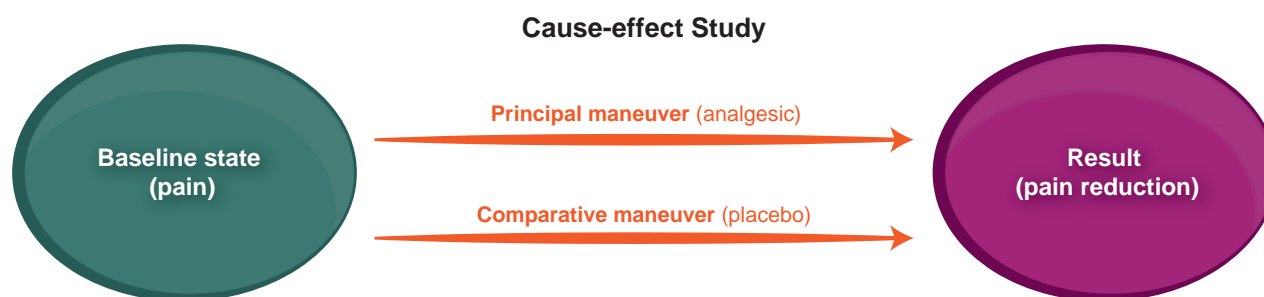 Cause-effect Study
Principal maneuver (analgesic)
Baseline state
(pain)
Result
(pain reduction)
Comparative maneuver (placebo)